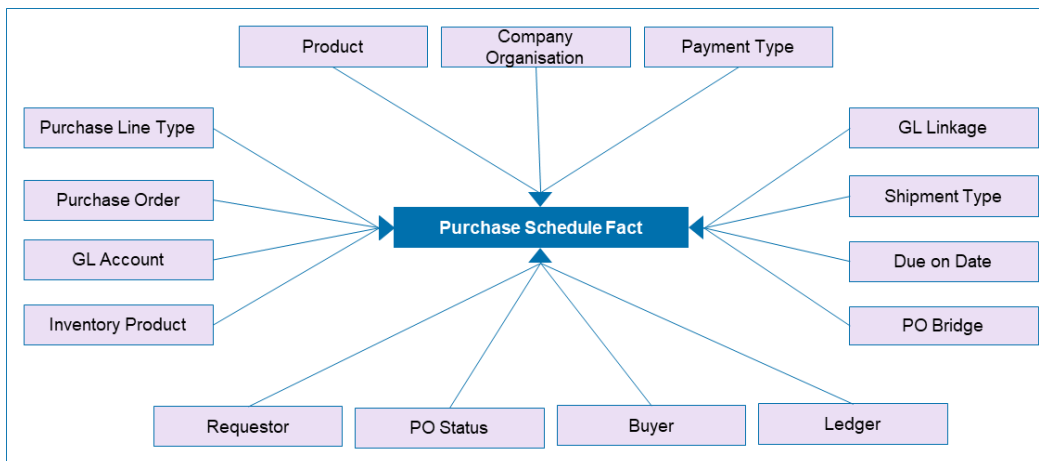 Product
Company
Organisation
Payment Type
Purchase Line Type
GL Linkage
Purchase Order
Shipment Type
Purchase Schedule Fact
GL Account
Due on Date
Inventory Product
PO Bridge
Requestor
PO Status
Buyer
Ledger